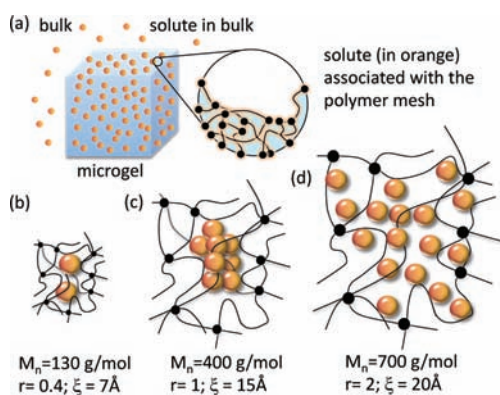 (a)
bulk
solute in bulk
solute (in orange)
associated with the
polymer mesh
microgel
(b)
(c)
(d)
Mₙ=130 g/mol
r= 0.4; ξ = 7Å
Mₙ=400 g/mol
r= 1; ξ = 15Å
Mₙ=700 g/mol
r= 2; ξ = 20Å